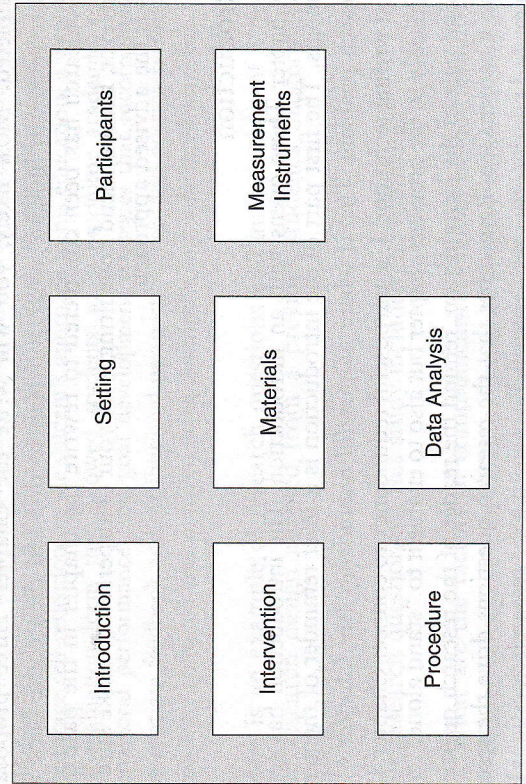 Introduction
Setting
Participants
Intervention
Materials
Measurement
Instruments
Procedure
Data Analysis